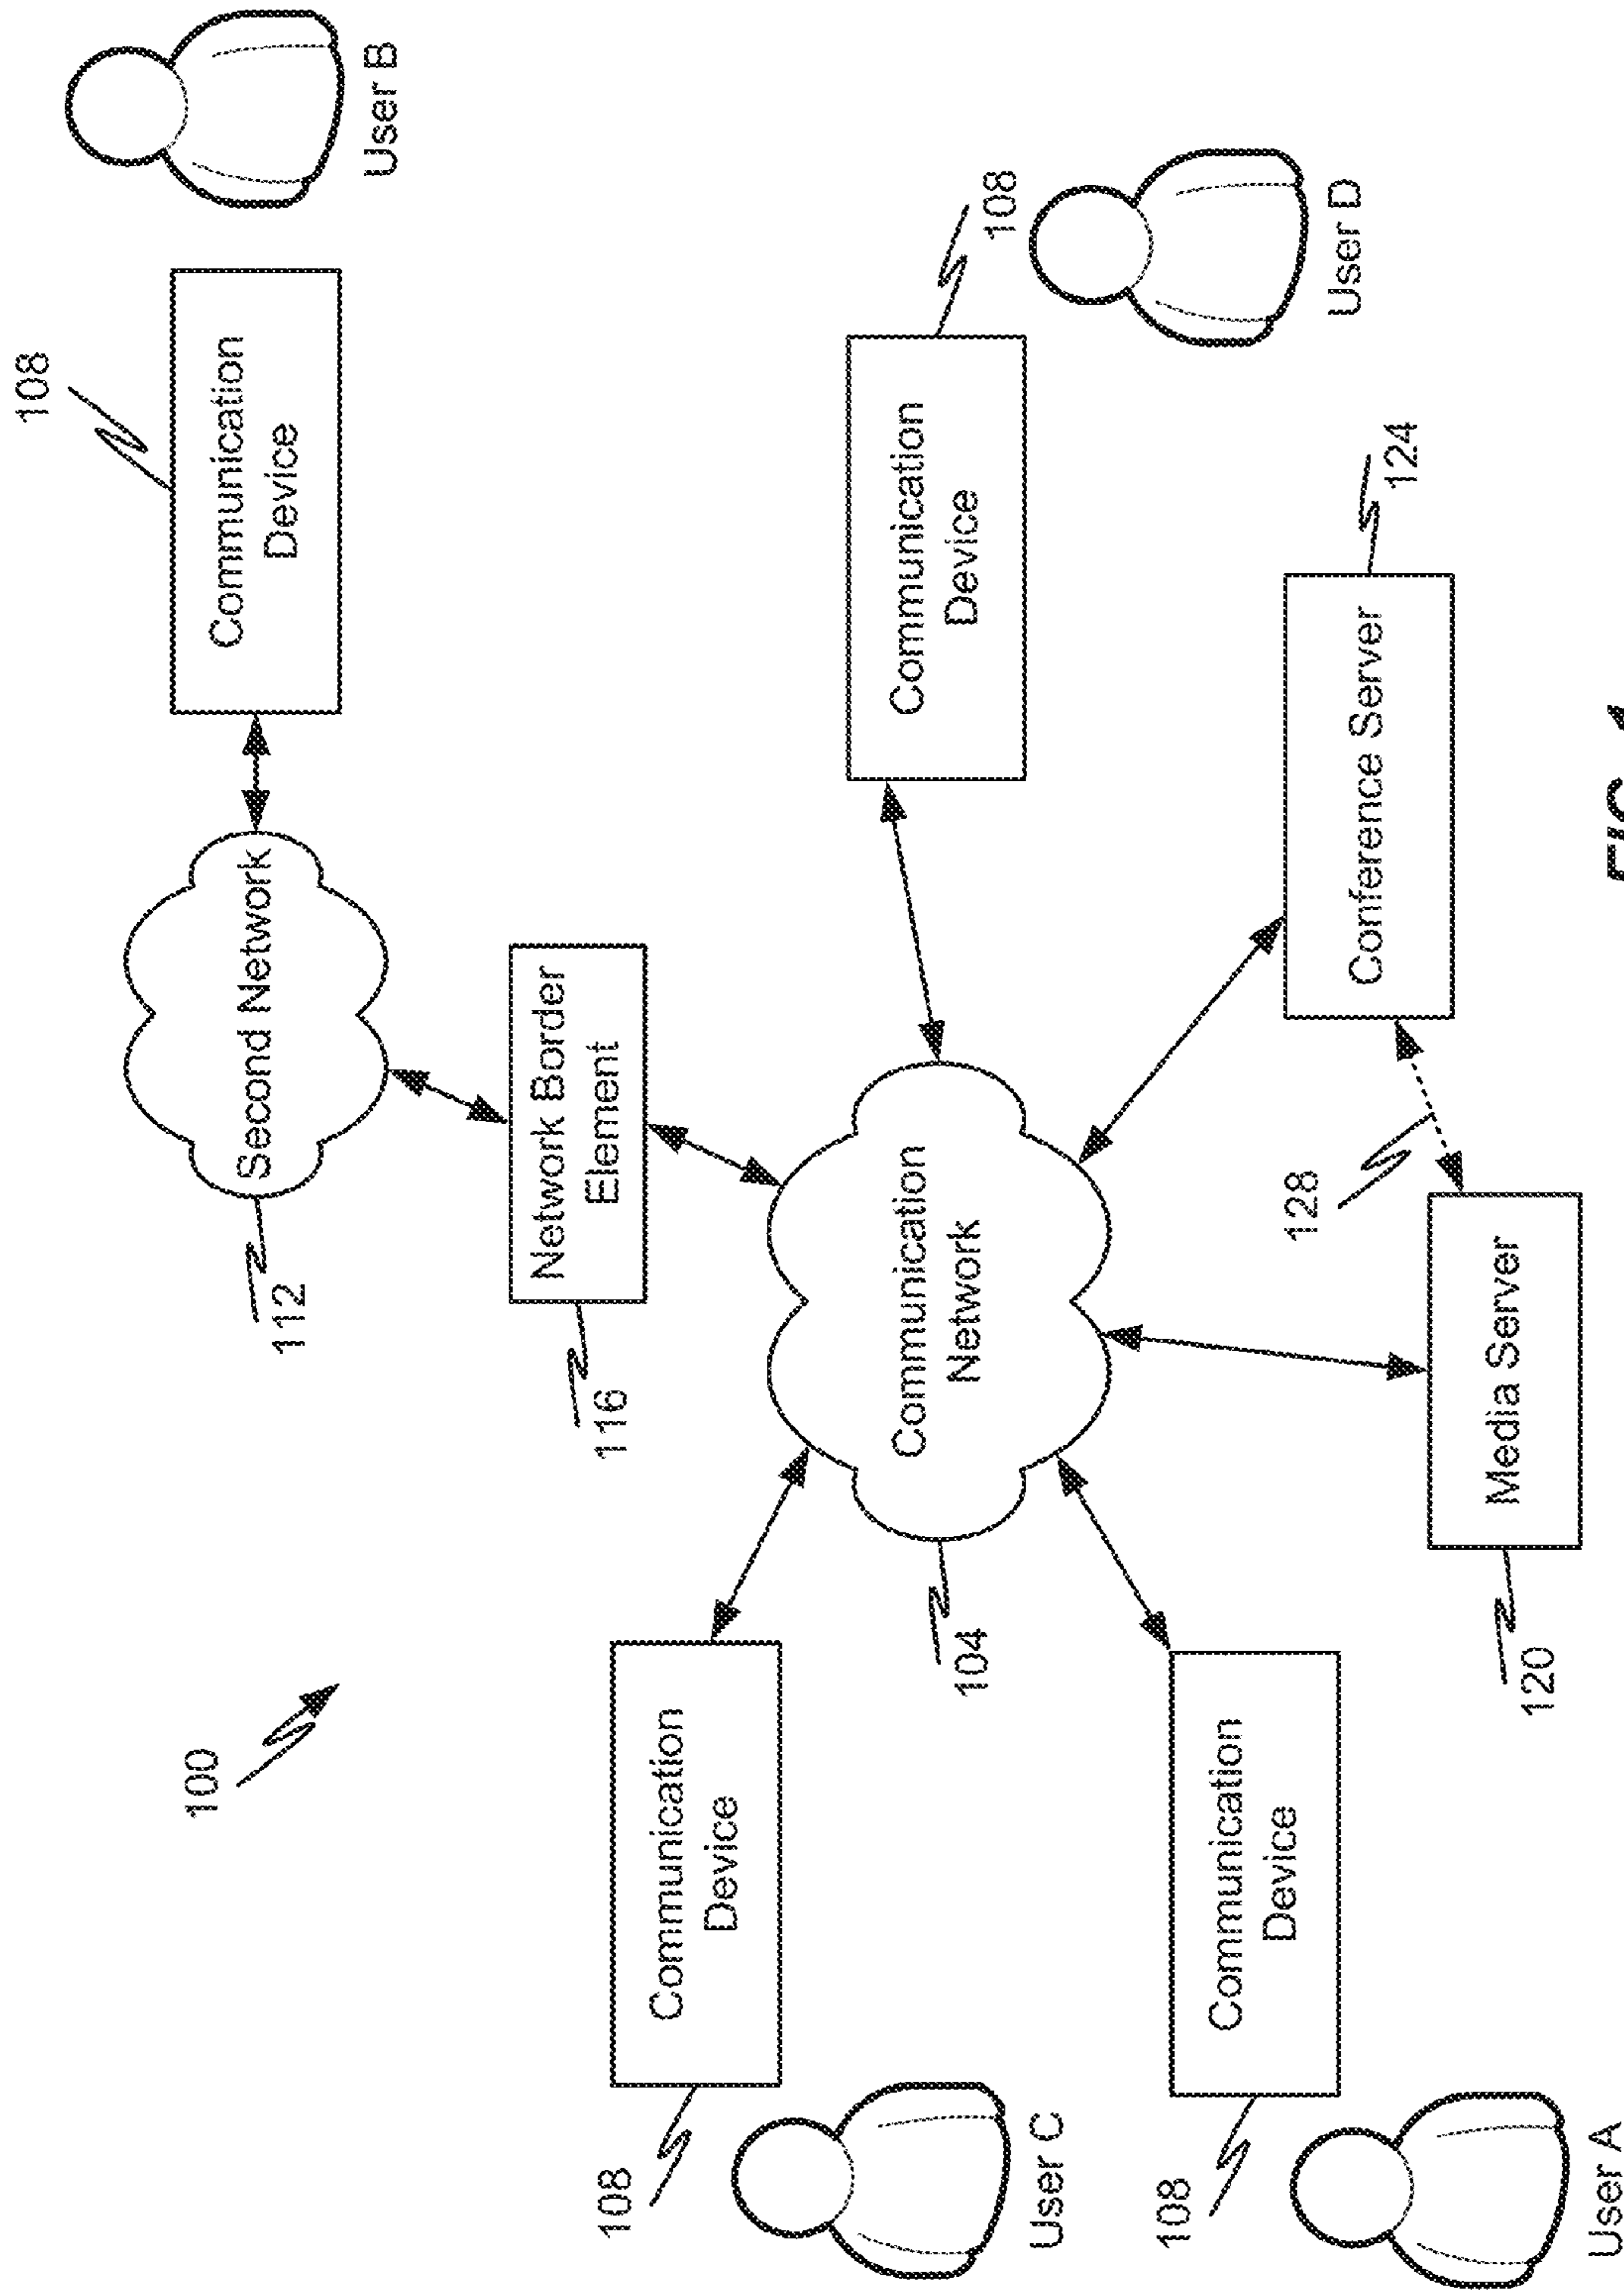 100
112
Second Network
108
Communication
Device
User B
116
Network Border
Element
108
Communication
Device
User C
104
Communication
Network
Communication
Device
108
User D
108
Communication
Device
User A
128
Conference Server
124
120
Media Server